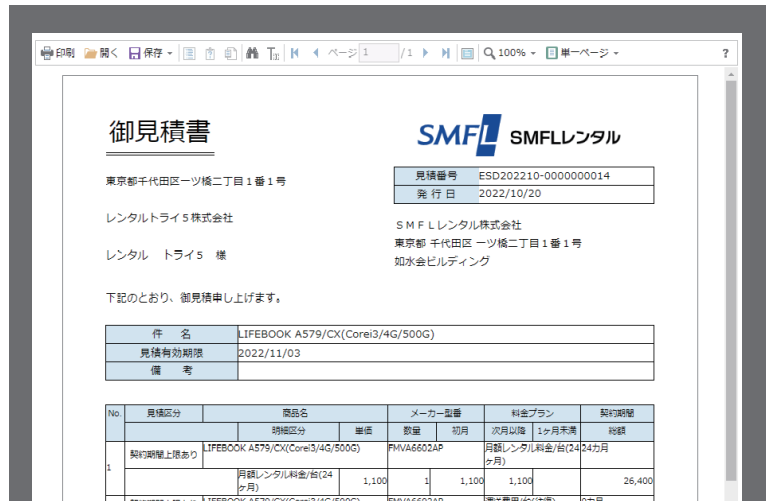 印刷 開く 保存 ページ 1 /1 100% 単一ページ ?
御見積書
SMFL SMFLレンタル
見積番号 ESD202210-0000000014
発行日 2022/10/20
東京都千代田区一ツ橋二丁目1番1号
レンタルトライ5株式会社
レンタル トライ5 様
SMFLレンタル株式会社
東京都 千代田区 一ツ橋二丁目1番1号
如水会ビルディング
下記のとおり、御見積申し上げます。
件 名 LIFEBOOK A579/CX(Corei3/4G/500G)
見積有効期限 2022/11/03
備 考
No. 見積区分 商品名 メーカー型番 料金プラン 契約期間
明細区分 単価 数量 初月 次月以降 1ヶ月未満 総額
1 契約期間上限あり LIFEBOOK A579/CX(Corei3/4G/500G) FMVA6602AP 月額レンタル料金/台(24ヶ月) 24カ月
月額レンタル料金/台(24ヶ月) 1,100 1 1,100 1,100 26,400